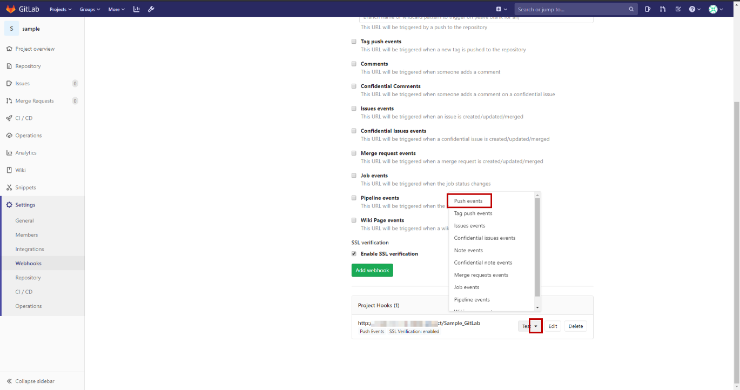 GitLab Projects Groups More Search or jump to...
S sample
Project overview
Repository
Issues
Merge Requests
CI / CD
Operations
Analytics
Wiki
Snippets
Settings
General
Members
Integrations
Webhooks
Repository
CI / CD
Operations
Collapse sidebar
This URL will be triggered by a push to the repository
Tag push events
This URL will be triggered when a new tag is pushed to the repository
Comments
This URL will be triggered when someone adds a comment
Confidential Comments
This URL will be triggered when someone adds a comment on a confidential issue
Issues events
This URL will be triggered when an issue is created/updated/merged
Confidential issues events
This URL will be triggered when a confidential issue is created/updated/merged
Merge request events
This URL will be triggered when a merge request is created/updated/merged
Job events
This URL will be triggered when the job status changes
Pipeline events
This URL will be triggered when the
Wiki Page events
This URL will be triggered when a
SSL verification
Enable SSL verification
Add webhook
Push events
Tag push events
Issues events
Confidential issues events
Note events
Confidential note events
Merge requests events
Job events
Pipeline events
Project Hooks (1)
/Sample_GitLab
Push Events SSL Verification: enabled
Test Edit Delete